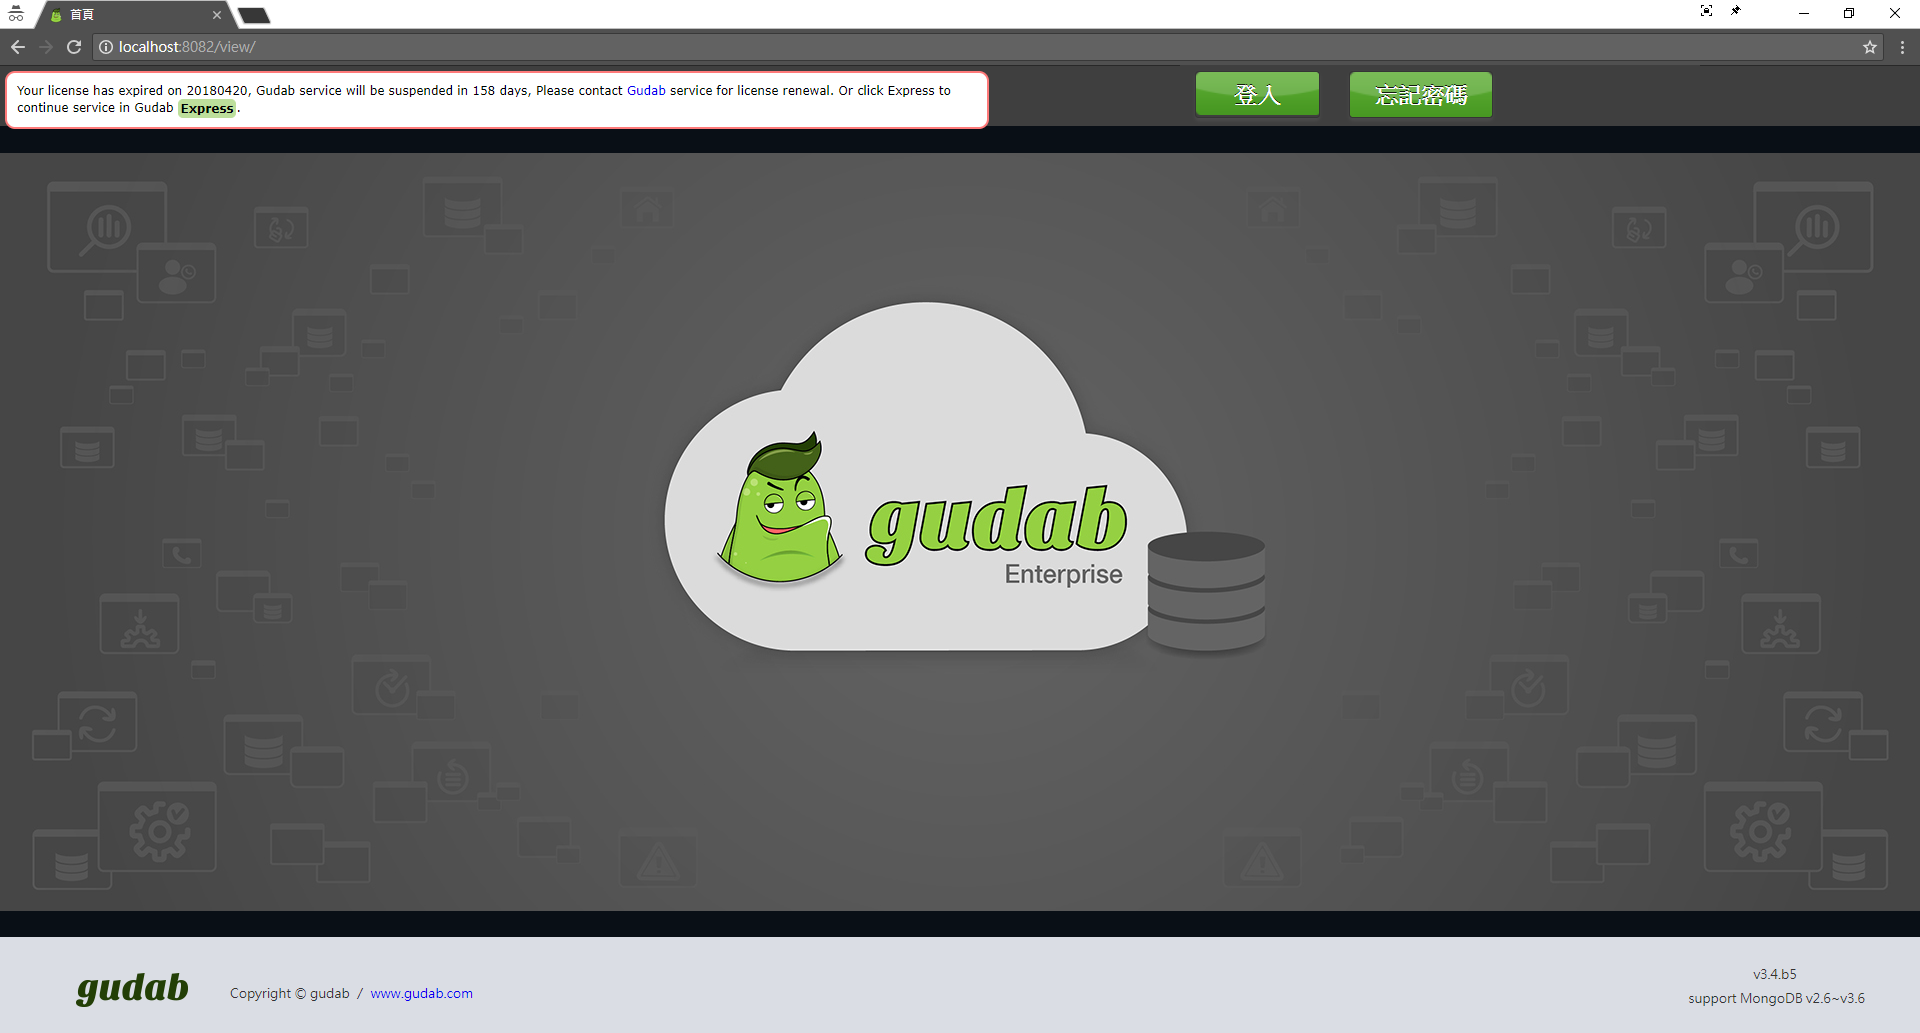 首頁
localhost:8082/view/
Your license has expired on 20180420, Gudab service will be suspended in 158 days, Please contact Gudab service for license renewal. Or click Express to
continue service in Gudab Express.
登入
忘記密碼
gudab
Enterprise
gudab
Copyright © gudab / www.gudab.com
v3.4.b5
support MongoDB v2.6~v3.6